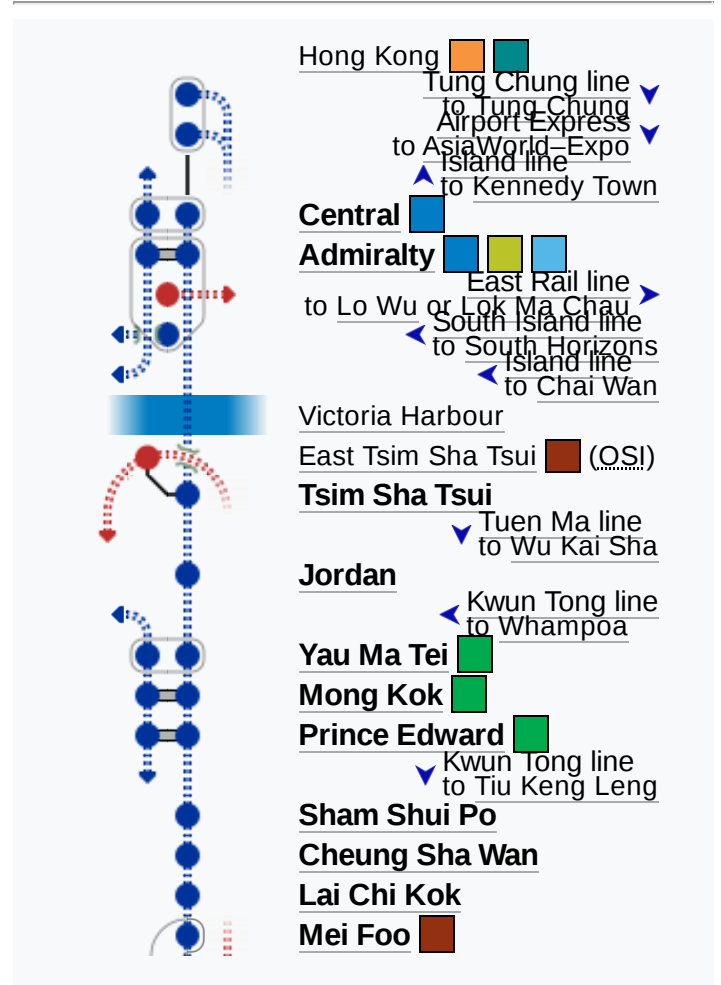 Hong Kong
Tung Chung line
to Tung Chung
Airport Express
to AsiaWorld–Expo
Island line
to Kennedy Town
Central
Admiralty
East Rail line
to Lo Wu or Lok Ma Chau
South Island line
to South Horizons
Island line
to Chai Wan
Victoria Harbour
East Tsim Sha Tsui (OSI)
Tsim Sha Tsui
Tuen Ma line
to Wu Kai Sha
Jordan
Kwun Tong line
to Whampoa
Yau Ma Tei
Mong Kok
Prince Edward
Kwun Tong line
to Tiu Keng Leng
Sham Shui Po
Cheung Sha Wan
Lai Chi Kok
Mei Foo